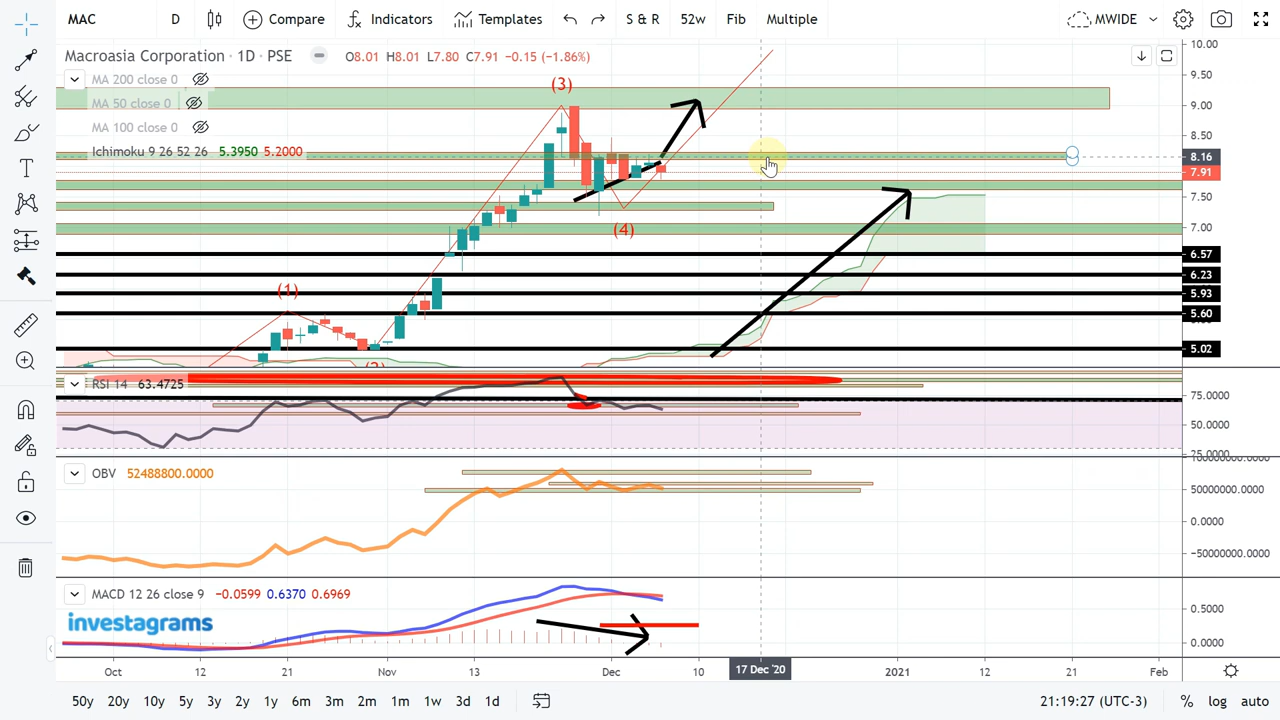 MAC D Compare Indicators Templates S & R 52w Fib Multiple MWIDE
Macroasia Corporation · 1D · PSE O8.01 H8.01 L7.80 C7.91 −0.15 (−1.86%)
MA 200 close 0
MA 50 close 0
MA 100 close 0
Ichimoku 9 26 52 26 5.3950 5.2000
(1)
(3)
(4)
10.00
9.50
9.00
8.50
8.16
7.91
7.50
7.00
6.57
6.23
5.93
5.60
5.02
RSI 14 63.4725
75.0000
50.0000
25.0000
OBV 52488800.0000
50000000.0000
0.0000
−50000000.0000
MACD 12 26 close 9 −0.0599 0.6370 0.6969
investagrams
0.5000
0.0000
Oct 12 21 Nov 13 Dec 10 17 Dec '20 2021 12 21 Feb
50y 20y 10y 5y 3y 2y 1y 6m 3m 2m 1m 1w 3d 1d 21:19:27 (UTC-3) % log auto